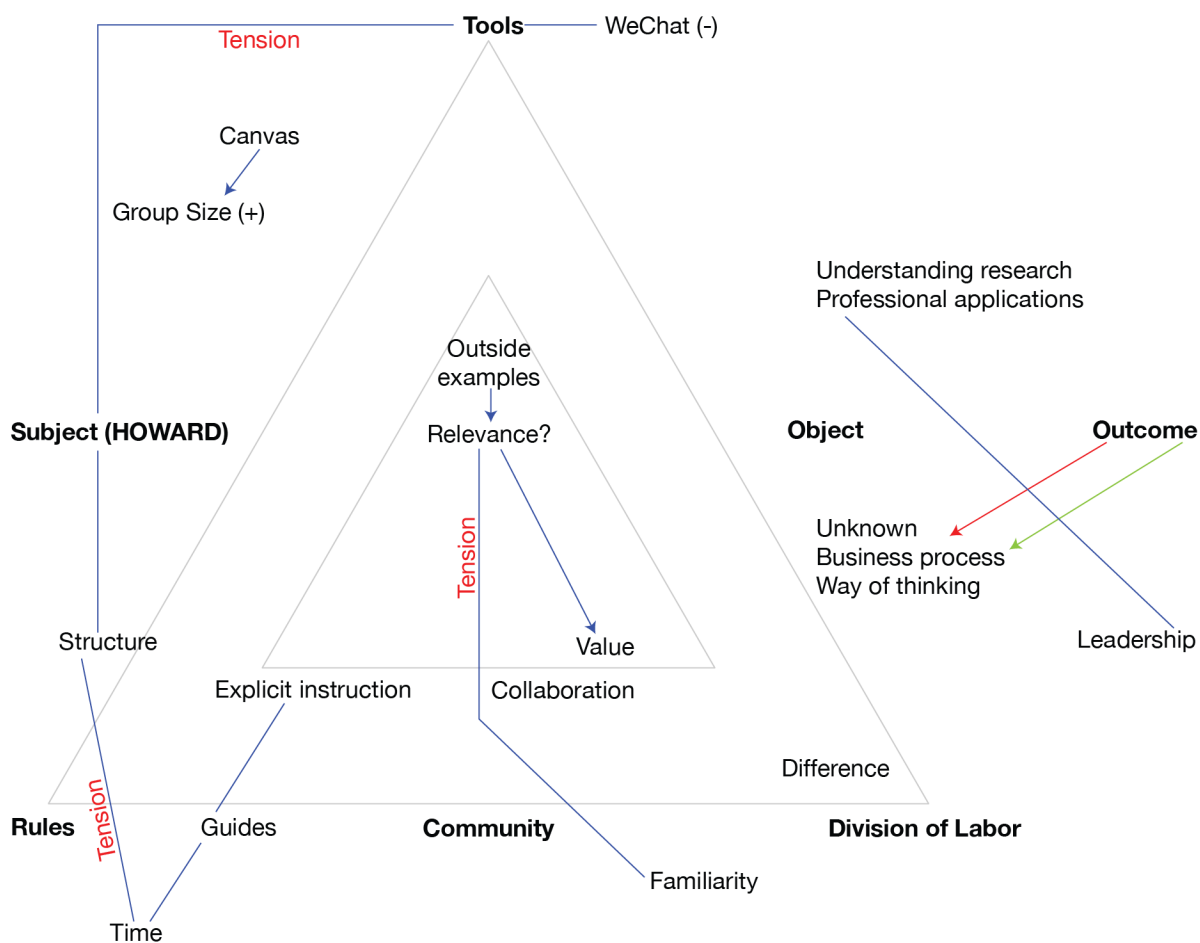 Tools
WeChat (-)
Tension
Canvas
Group Size (+)
Understanding research
Professional applications
Outside
examples
Relevance?
Subject (HOWARD)
Object
Outcome
Tension
Unknown
Business process
Way of thinking
Structure
Value
Leadership
Explicit instruction
Collaboration
Difference
Tension
Rules
Guides
Community
Division of Labor
Familiarity
Time